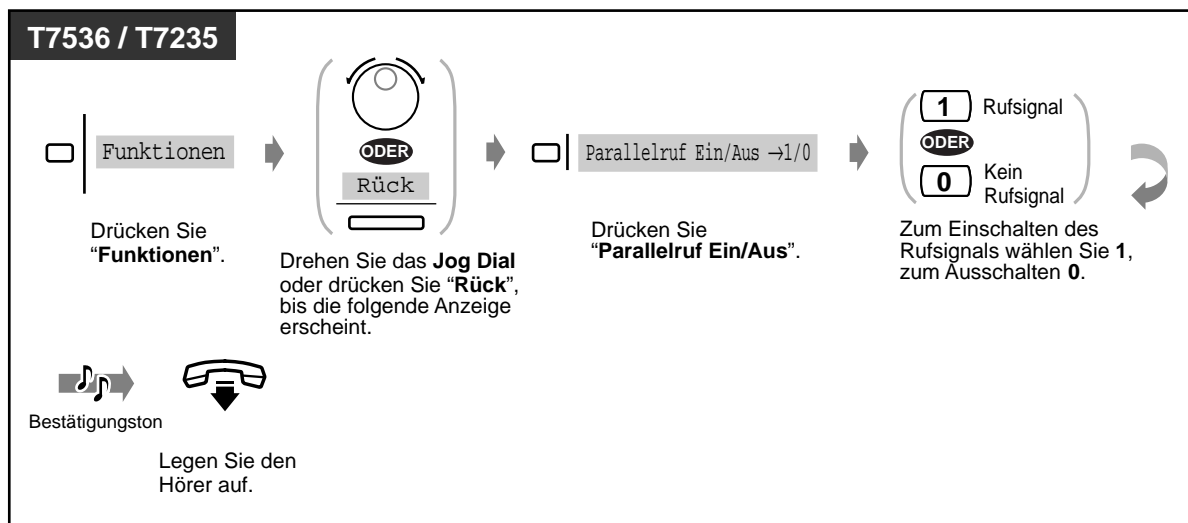 T7536 / T7235
Funktionen
Drücken Sie
“Funktionen”.
ODER
Rück
Drehen Sie das Jog Dial
oder drücken Sie “Rück”,
bis die folgende Anzeige
erscheint.
Parallelruf Ein/Aus →1/0
Drücken Sie
“Parallelruf Ein/Aus”.
1 Rufsignal
ODER
0 Kein
Rufsignal
Zum Einschalten des
Rufsignals wählen Sie 1,
zum Ausschalten 0.
Bestätigungston
Legen Sie den
Hörer auf.